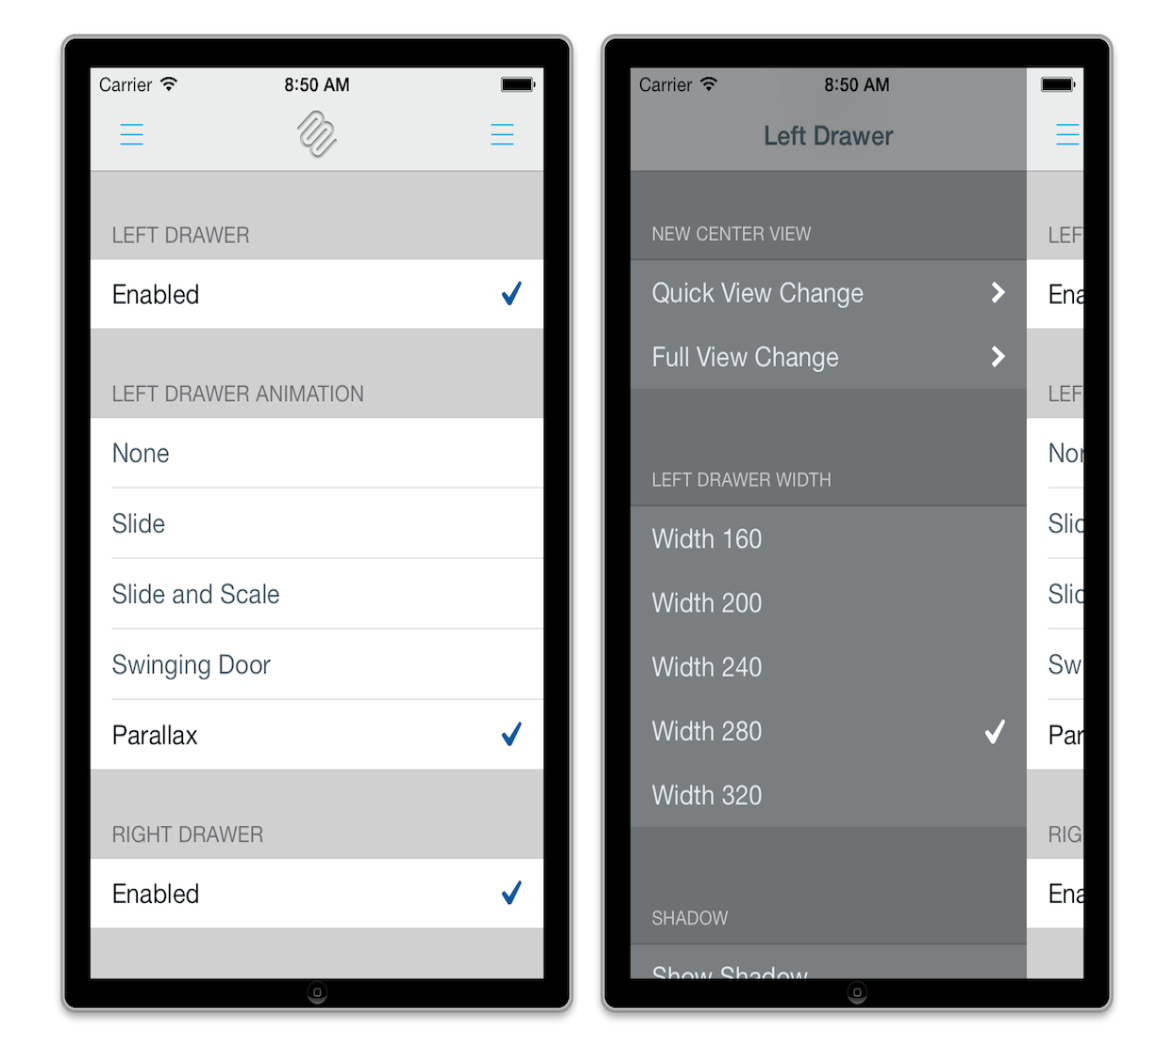 Carrier 8:50 AM
LEFT DRAWER
Enabled
LEFT DRAWER ANIMATION
None
Slide
Slide and Scale
Swinging Door
Parallax
RIGHT DRAWER
Enabled
Carrier 8:50 AM
Left Drawer
NEW CENTER VIEW
Quick View Change
Full View Change
LEFT DRAWER WIDTH
Width 160
Width 200
Width 240
Width 280
Width 320
SHADOW
Show Shadow
LEF
Ena
LEF
Nor
Slid
Slid
Sw
Par
RIG
Ena